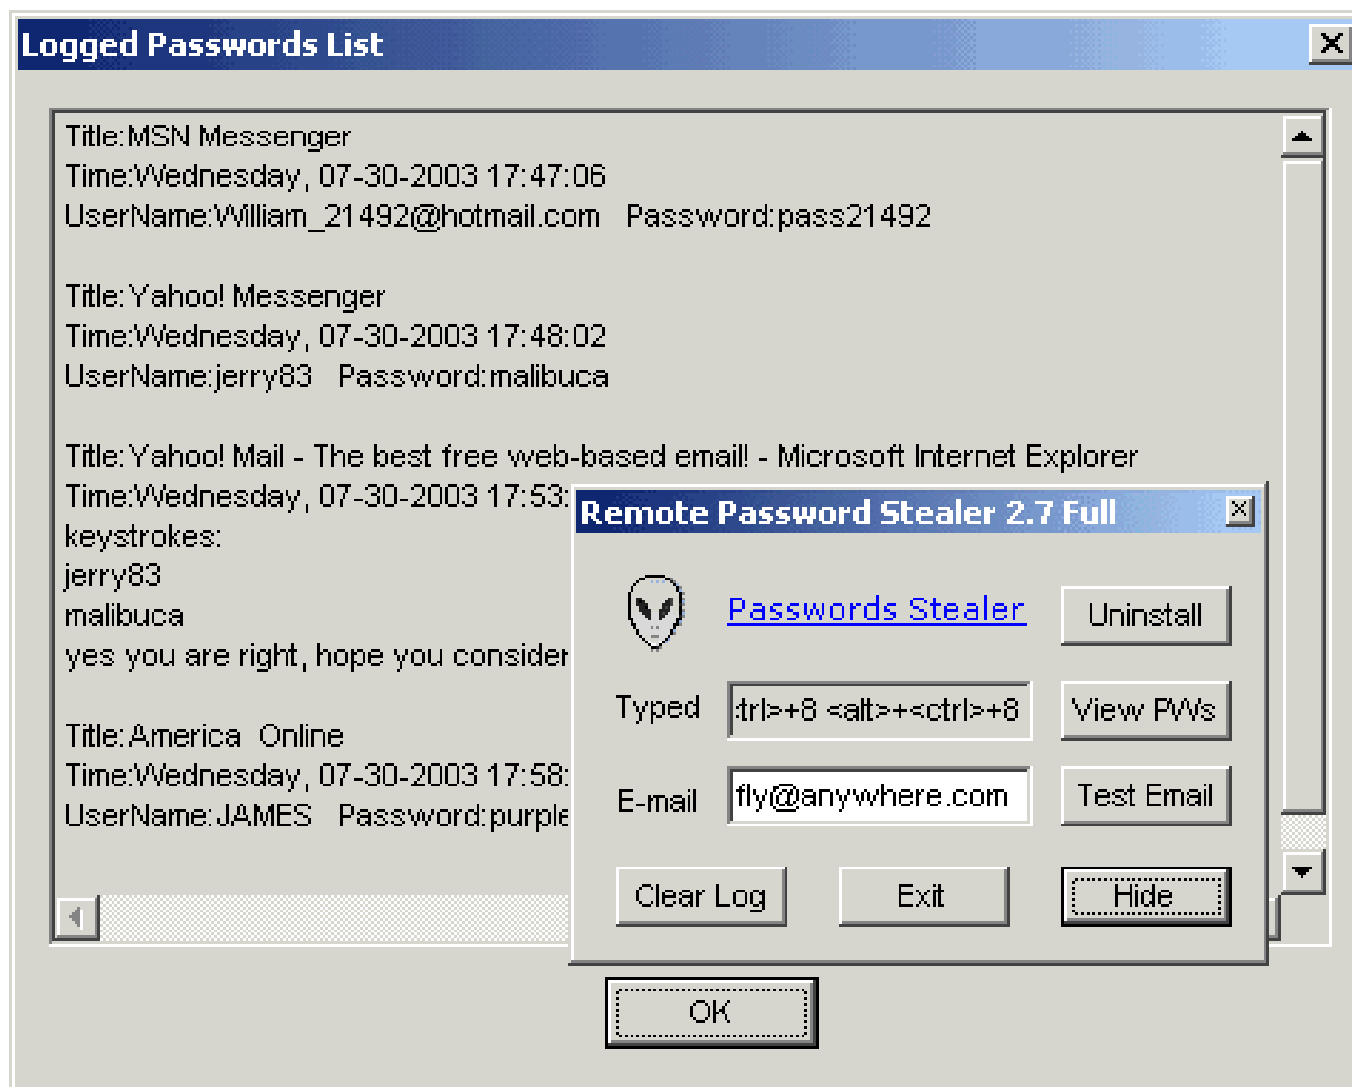 Logged Passwords List
Title:MSN Messenger
Time:Wednesday, 07-30-2003 17:47:06
UserName:William_21492@hotmail.com Password:pass21492
Title:Yahoo! Messenger
Time:Wednesday, 07-30-2003 17:48:02
UserName:jerry83 Password:malibuca
Title:Yahoo! Mail - The best free web-based email! - Microsoft Internet Explorer
Time:Wednesday, 07-30-2003 17:53:
keystrokes:
jerry83
malibuca
yes you are right, hope you consider
Title:America Online
Time:Wednesday, 07-30-2003 17:58:
UserName:JAMES Password:purple
Remote Password Stealer 2.7 Full
Passwords Stealer
Uninstall
Typed
:trl>+8 <alt>+<ctrl>+8
View PWs
E-mail
fly@anywhere.com
Test Email
Clear Log
Exit
Hide
OK